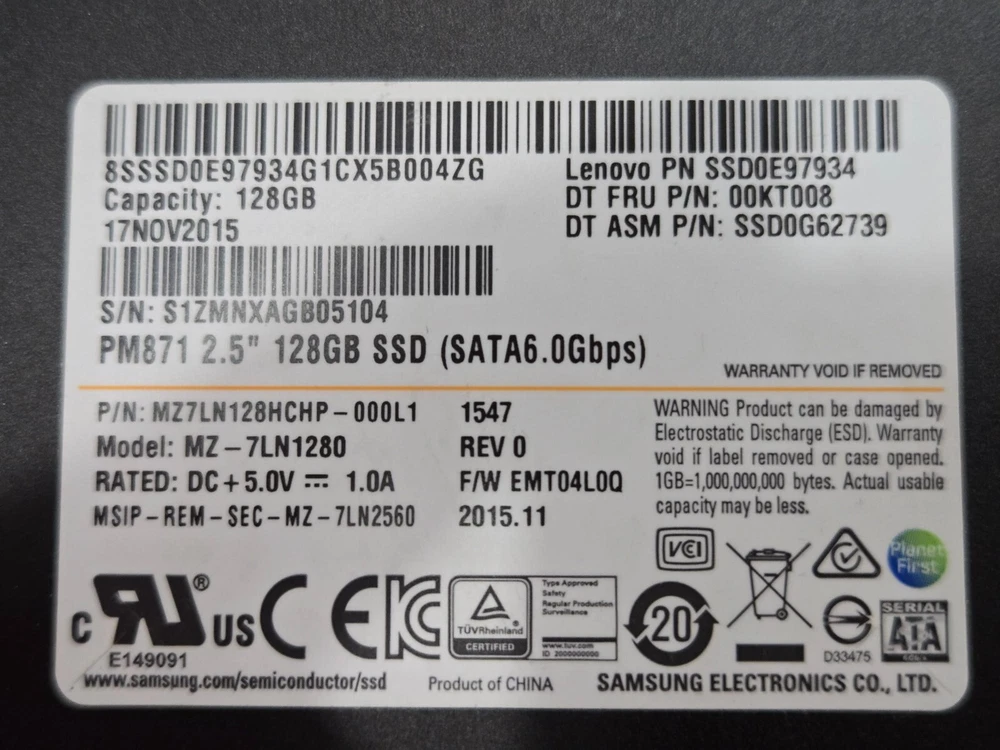 8SSSD0E97934G1CX5B004ZG
Lenovo PN SSD0E97934
Capacity: 128GB
DT FRU P/N: 00KT008
17NOV2015
DT ASM P/N: SSD0G62739
S/N: S1ZMNXAGB05104
PM871 2.5" 128GB SSD (SATA6.0Gbps)
WARRANTY VOID IF REMOVED
P/N: MZ7LN128HCHP-000L1
1547
Model: MZ-7LN1280
REV 0
RATED: DC+5.0V ⎓ 1.0A
F/W EMT04L0Q
MSIP-REM-SEC-MZ-7LN2560
2015.11
WARNING Product can be damaged by
Electrostatic Discharge (ESD). Warranty
void if label removed or case opened.
1GB=1,000,000,000 bytes. Actual usable
capacity may be less.
VCI
Planet
First
c RU® US
E149091
CE
KC
TÜVRheinland®
CERTIFIED
Type Approved
Safety
Regular Production
Surveillance
www.tuv.com
ID 2000000000
20
D33475
SERIAL
ATA
www.samsung.com/semiconductor/ssd
Product of CHINA
SAMSUNG ELECTRONICS CO., LTD.